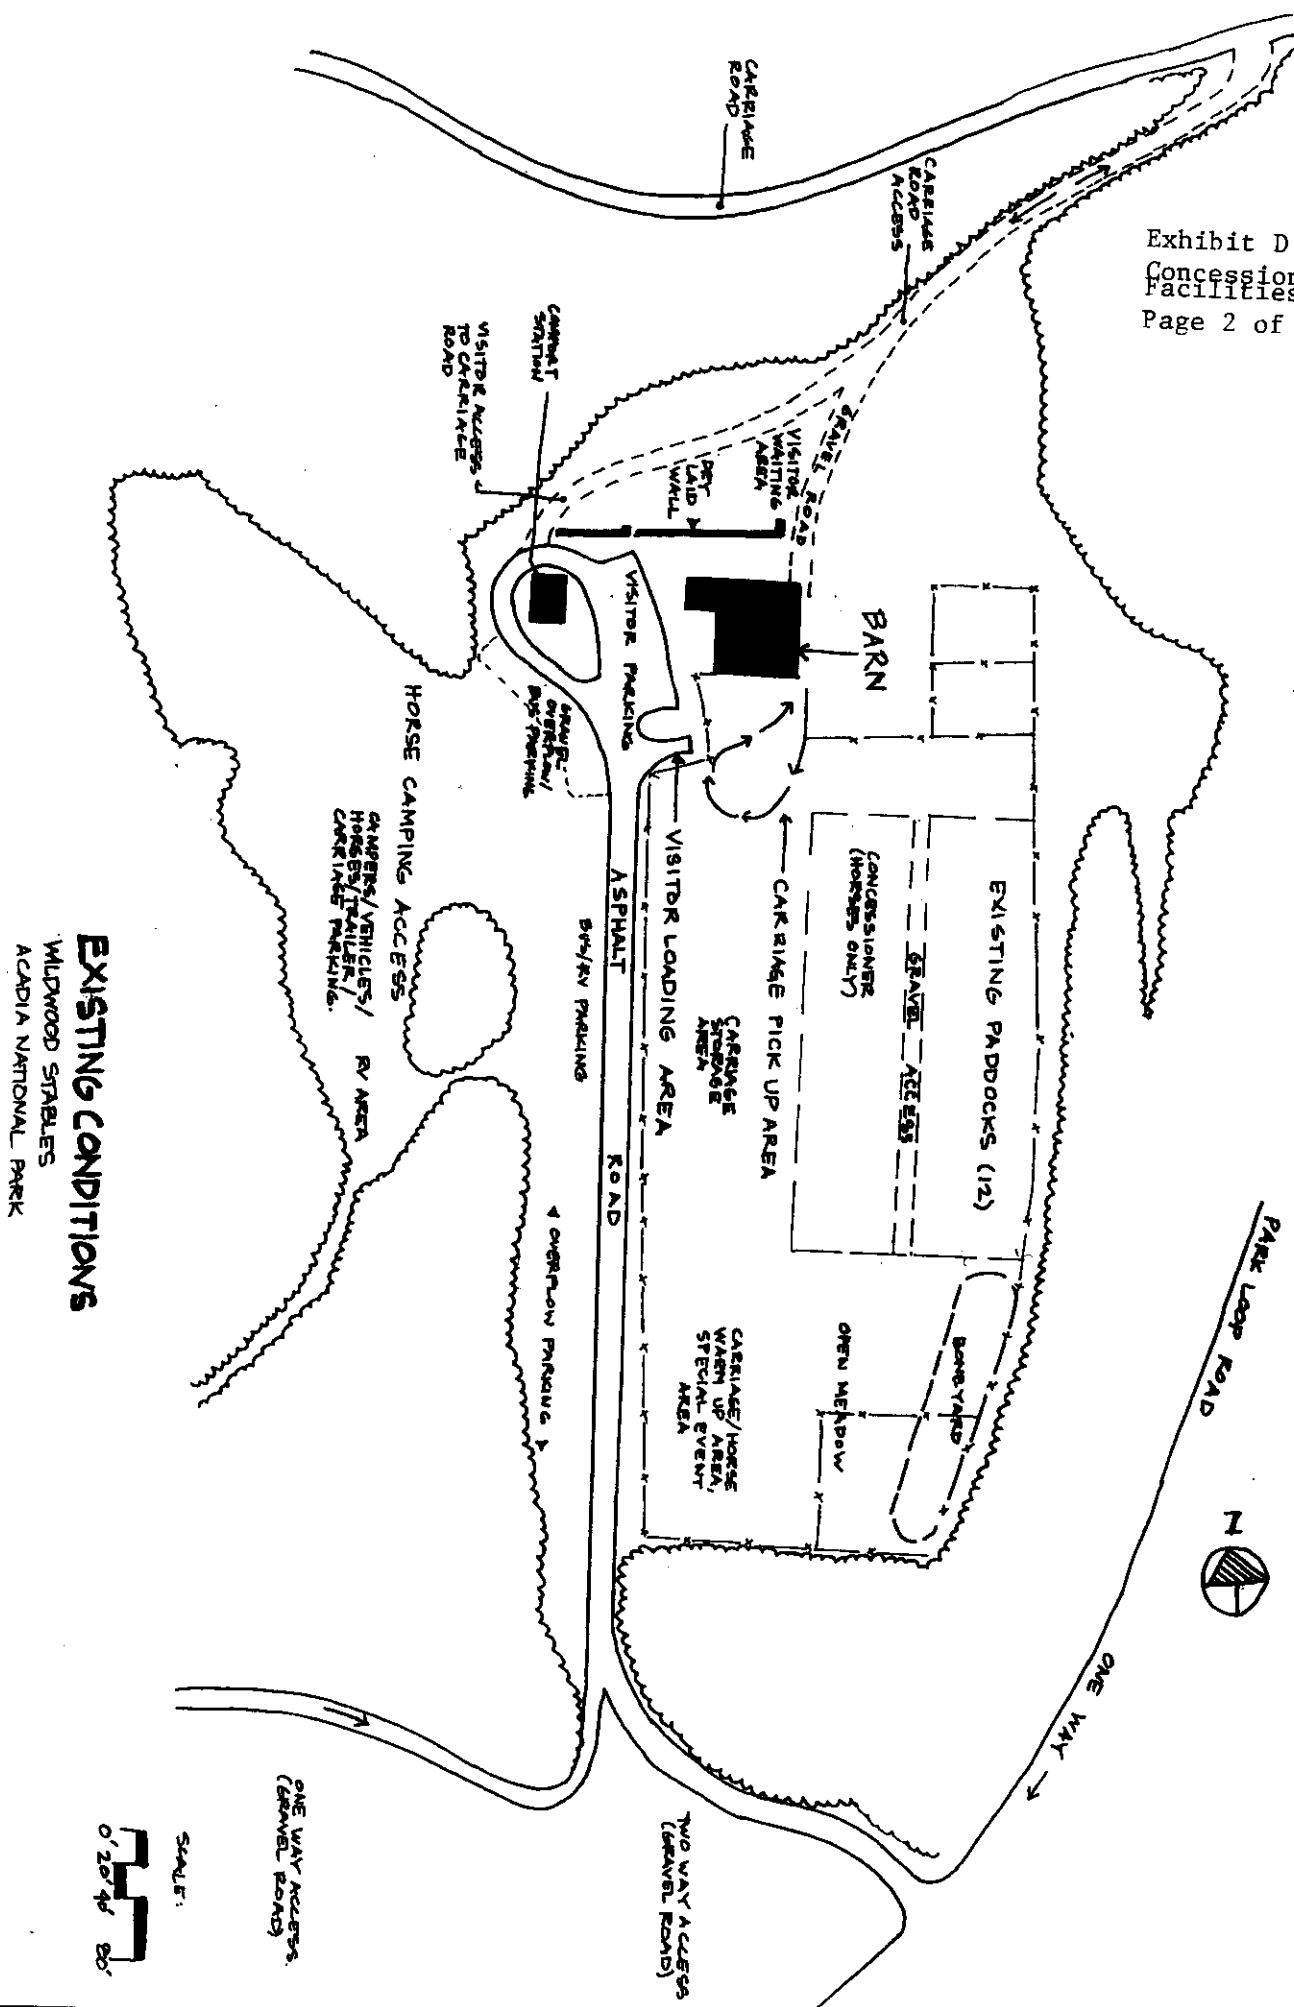 Exhibit D
Concession
Facilities
Page 2 of
CARRIAGE
ROAD
CARRIAGE
ROAD
ACCESS
COMFORT
STATION
VISITOR ACCESS
TO CARRIAGE
ROAD
GRAVEL ROAD
VISITOR
WAITING
AREA
DRY
LAID
WALL
BARN
VISITOR PARKING
GRAVEL
OVERFLOW/
BUS PARKING
HORSE CAMPING ACCESS
CAMPERS/VEHICLES/
HORSES/TRAILER/
CARRIAGE PARKING.
RV AREA
ASPHALT ROAD
BUS/RV PARKING
VISITOR LOADING AREA
CARRIAGE PICK UP AREA
CARRIAGE
STORAGE
AREA
CONCESSIONER
(HORSES ONLY)
GRAVEL ACCESS
EXISTING PADDOCKS (12)
OVERFLOW PARKING
CARRIAGE/HORSE
WARM UP AREA,
SPECIAL EVENT
AREA
OPEN MEADOW
BONEYARD
PARK LOOP ROAD
ONE WAY
N
TWO WAY ACCESS
(GRAVEL ROAD)
ONE WAY ACCESS.
(GRAVEL ROAD)
SCALE:
0' 20' 40' 80'
EXISTING CONDITIONS
WILDWOOD STABLES
ACADIA NATIONAL PARK